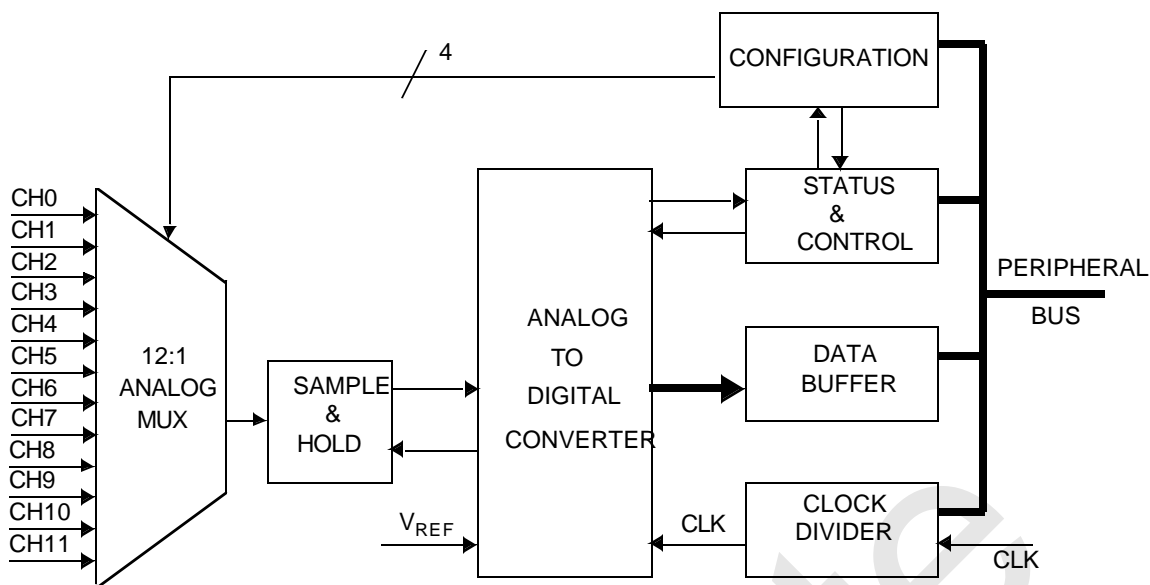 4
CONFIGURATION
CH0
CH1
CH2
CH3
CH4
CH5
CH6
CH7
CH8
CH9
CH10
CH11
12:1
ANALOG
MUX
SAMPLE
&
HOLD
ANALOG
TO
DIGITAL
CONVERTER
VREF
STATUS
&
CONTROL
DATA
BUFFER
CLOCK
DIVIDER
CLK
CLK
PERIPHERAL
BUS